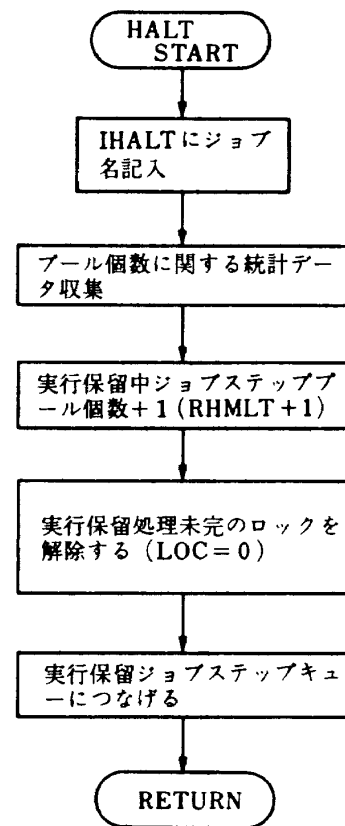 HALT
START
IHALTにジョブ
名記入
プール個数に関する統計デー
タ収集
実行保留中ジョブステッププ
ール個数+1(RHMLT+1)
実行保留処理未完のロックを
解除する(LOC=0)
実行保留ジョブステップキュ
ーにつなげる
RETURN